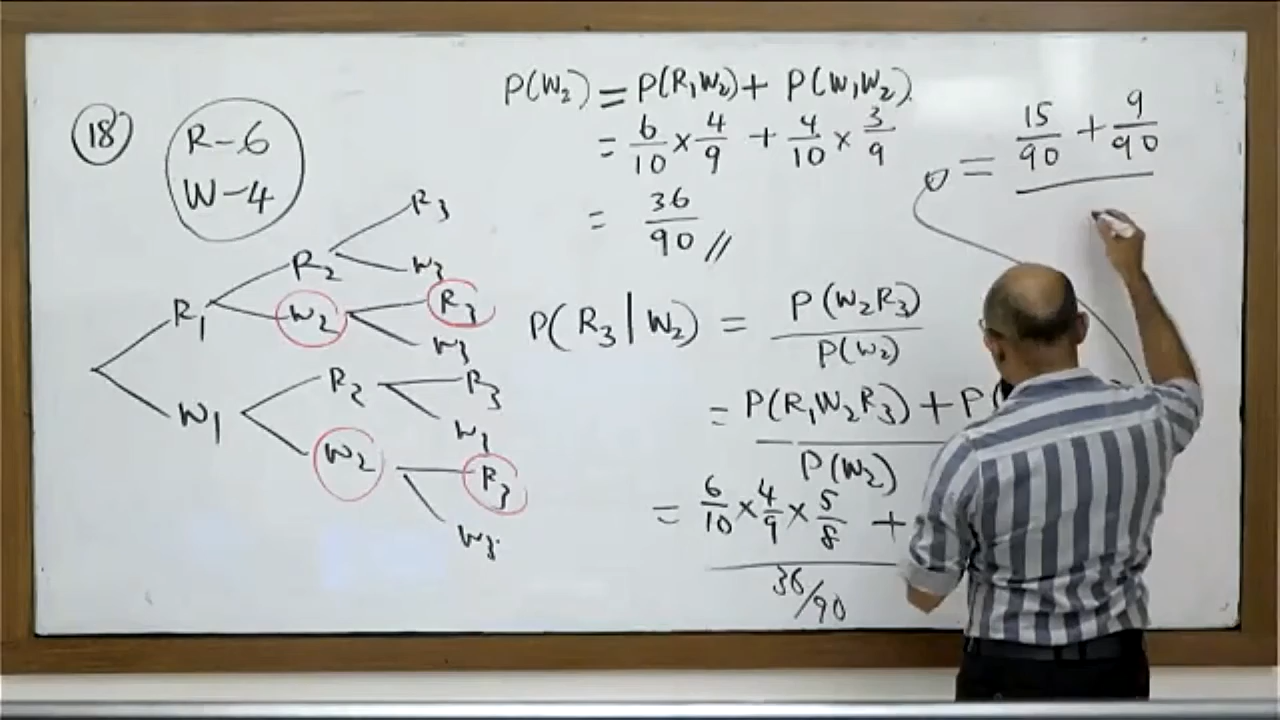 18
R-6
W-4
R₁
W₁
R₂
W₂
R₂
W₂
R₃
W₃
R₃
W₃
R₃
W₃
R₃
W₃
P(W₂) = P(R₁W₂) + P(W₁W₂)
= 6/10 × 4/9 + 4/10 × 3/9
= 36/90 //
P(R₃|W₂) = P(W₂R₃)/P(W₂)
= P(R₁W₂R₃) + P(
P(W₂)
= 6/10 × 4/9 × 5/8 +
36/90
= 15/90 + 9/90